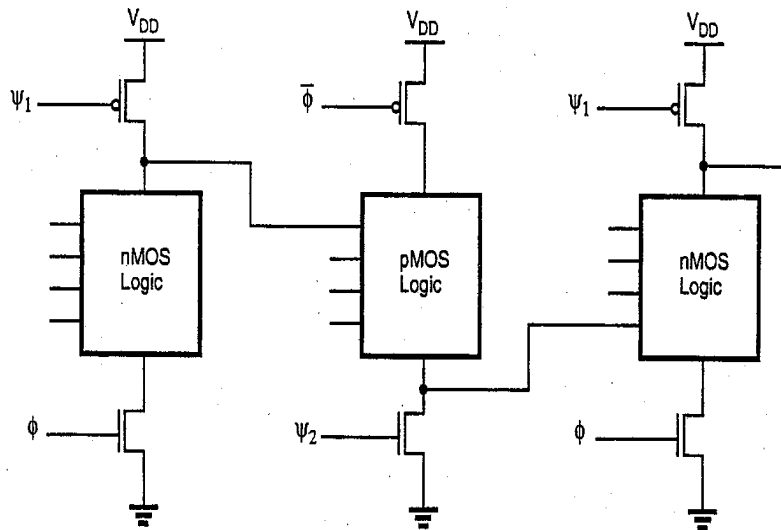 V_DD
V_DD
V_DD
ψ₁
φ̅
ψ₁
nMOS
Logic
pMOS
Logic
nMOS
Logic
φ
ψ₂
φ